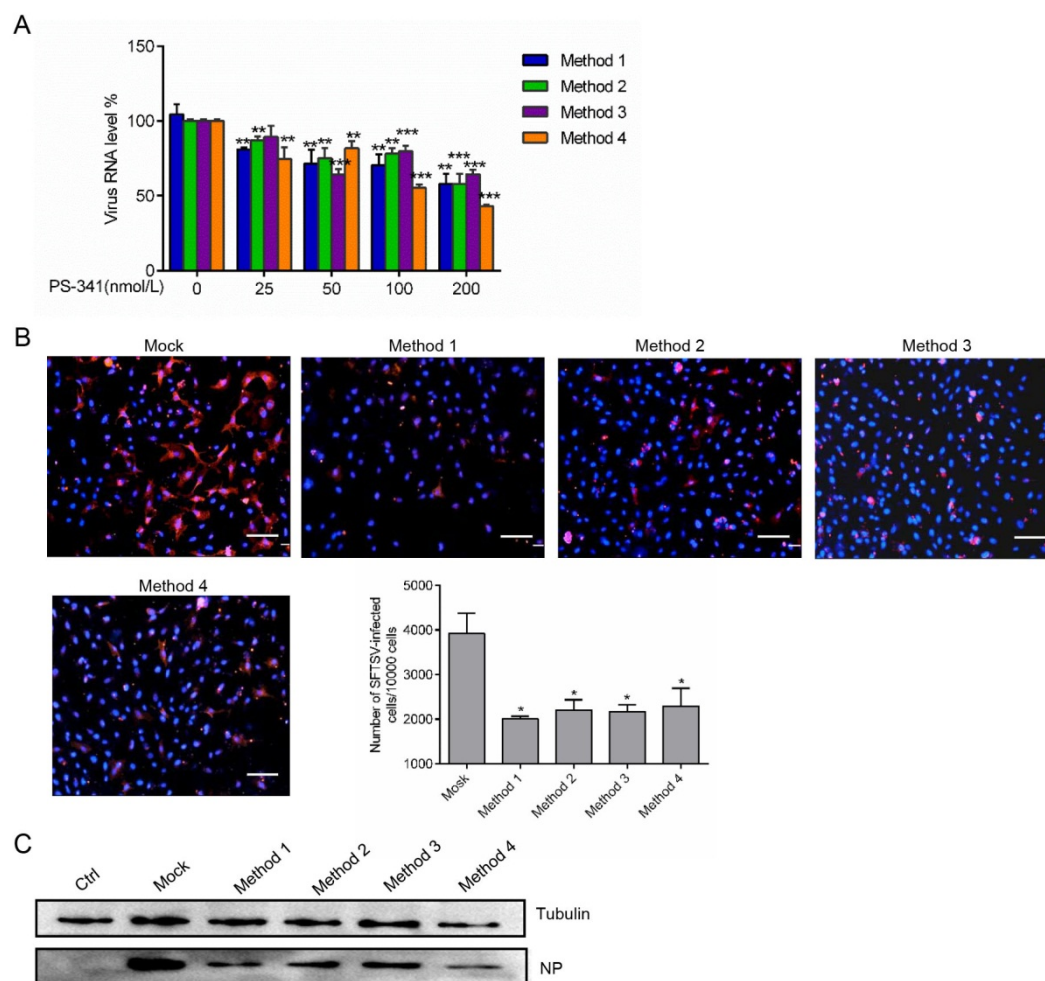 A
150
100
50
0
Virus RNA level %
Method 1
Method 2
Method 3
Method 4
** ** **
** ** *** **
** ** *** ***
** *** *** ***
PS-341(nmol/L) 0 25 50 100 200
B
Mock Method 1 Method 2 Method 3
Method 4
5000
4000
3000
2000
1000
Number of SFTSV-infected
cells/10000 cells
* * * *
Mosk Method 1 Method 2 Method 3 Method 4
C
Ctrl Mock Method 1 Method 2 Method 3 Method 4
Tubulin
NP